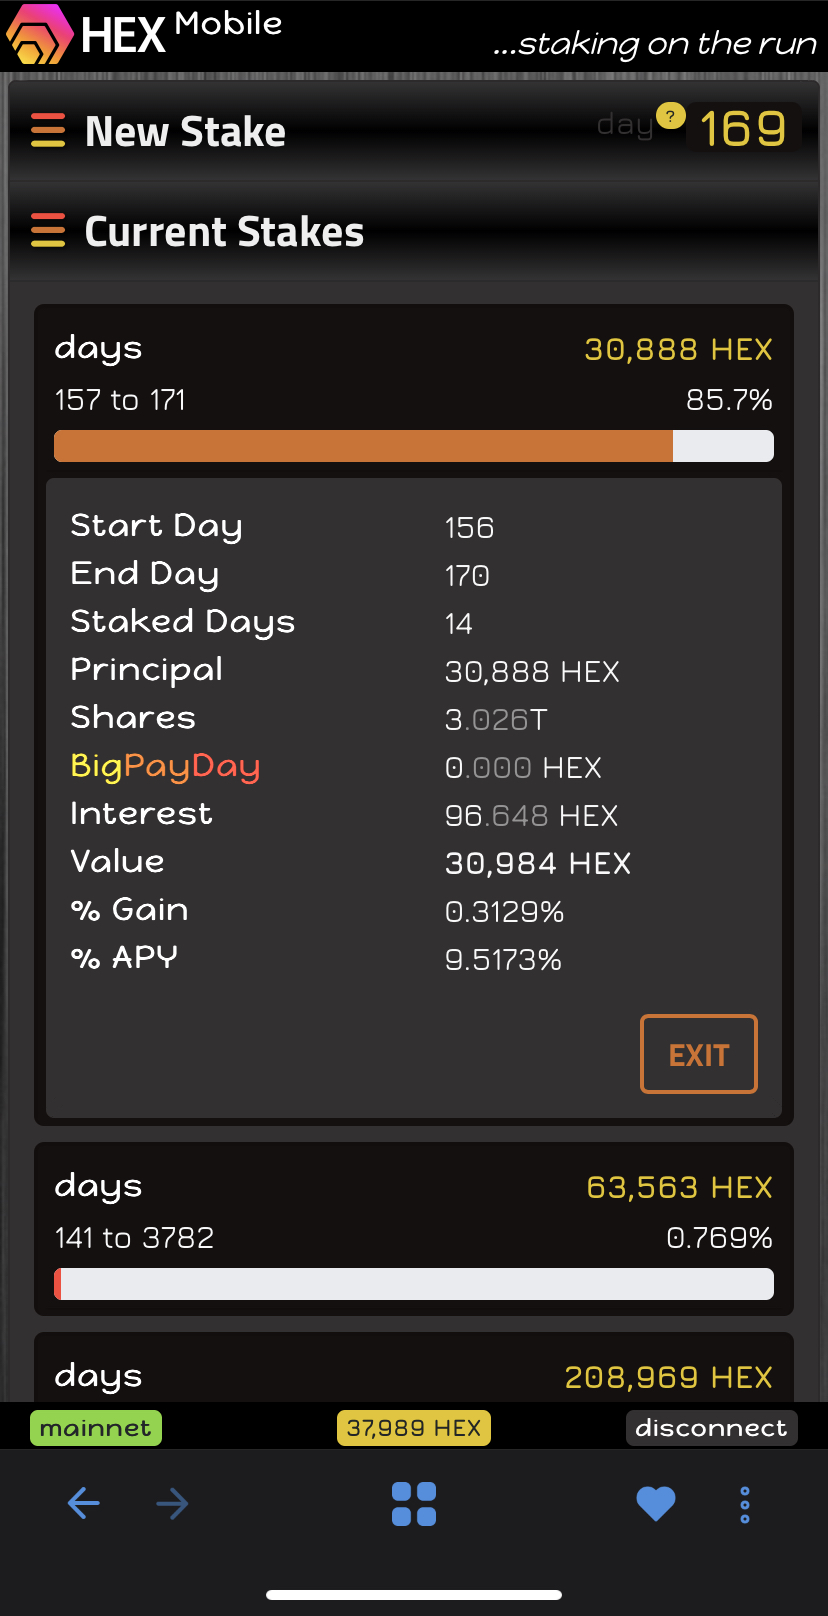 HEX Mobile
...staking on the run
New Stake day ? 169
Current Stakes
days 30,888 HEX
157 to 171 85.7%
Start Day 156
End Day 170
Staked Days 14
Principal 30,888 HEX
Shares 3.026T
BigPayDay 0.000 HEX
Interest 96.648 HEX
Value 30,984 HEX
% Gain 0.3129%
% APY 9.5173%
EXIT
days 63,563 HEX
141 to 3782 0.769%
days 208,969 HEX
mainnet 37,989 HEX disconnect